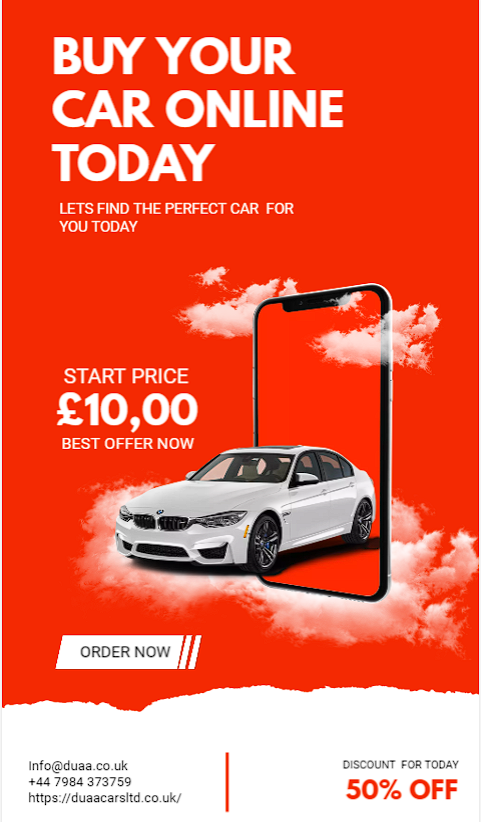 BUY YOUR
CAR ONLINE
TODAY
LETS FIND THE PERFECT CAR FOR
YOU TODAY
START PRICE
£10,00
BEST OFFER NOW
ORDER NOW
Info@duaa.co.uk
+44 7984 373759
https://duaacarsltd.co.uk/
DISCOUNT FOR TODAY
50% OFF